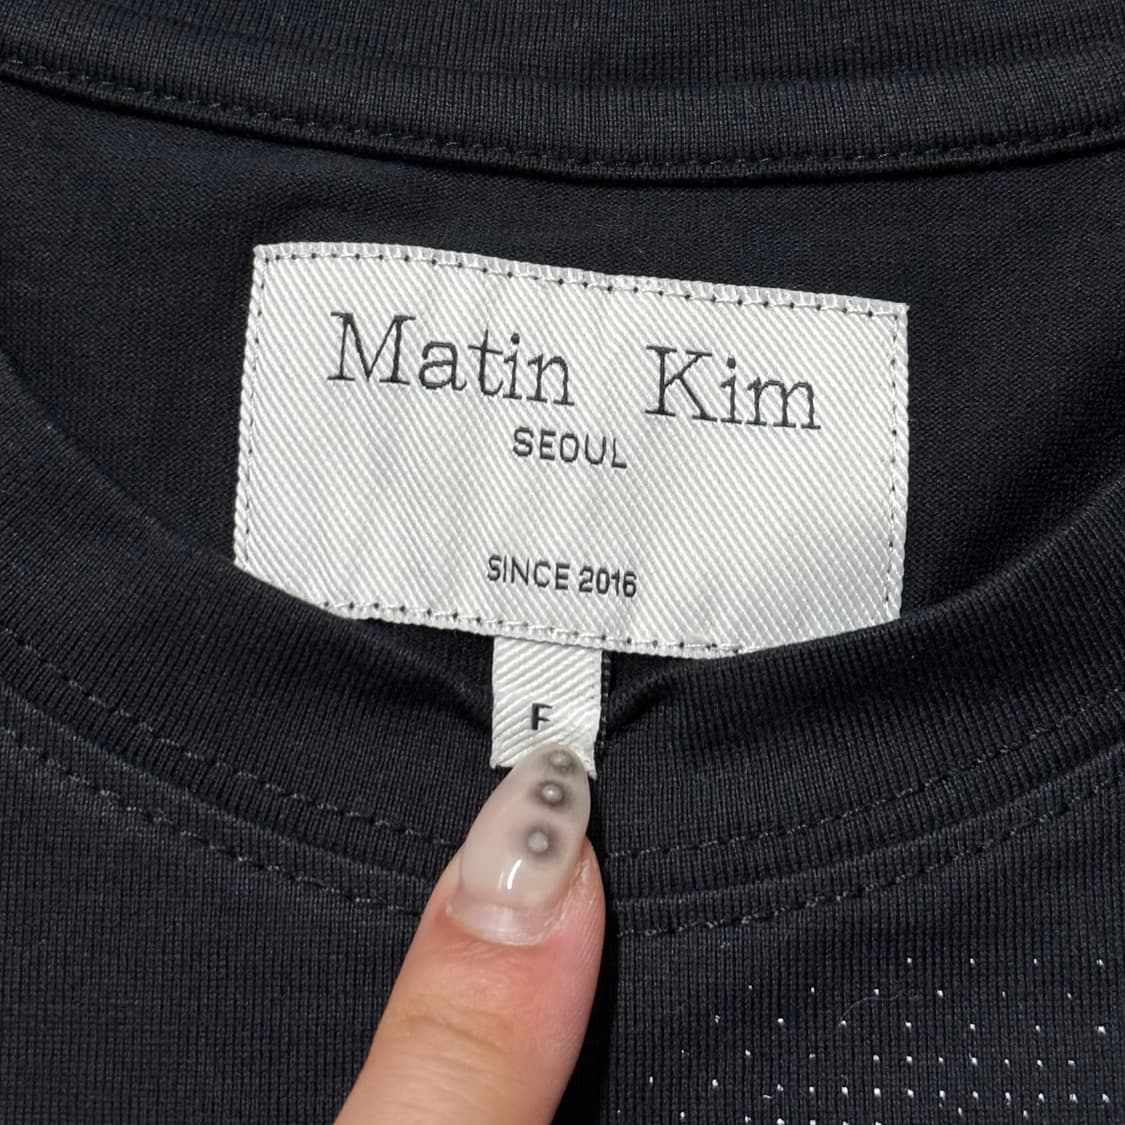 Matin Kim
SEOUL
SINCE 2016
F